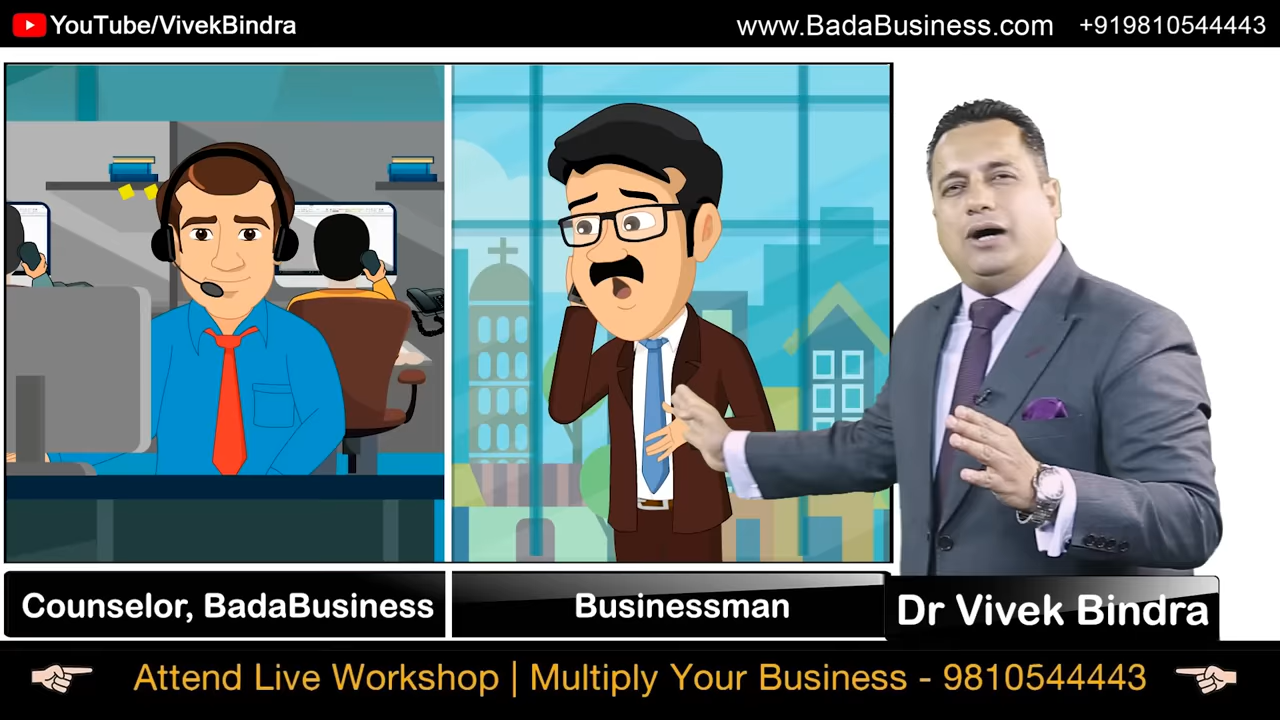 YouTube/VivekBindra
www.BadaBusiness.com +919810544443
Counselor, BadaBusiness
Businessman
Dr Vivek Bindra
Attend Live Workshop | Multiply Your Business - 9810544443